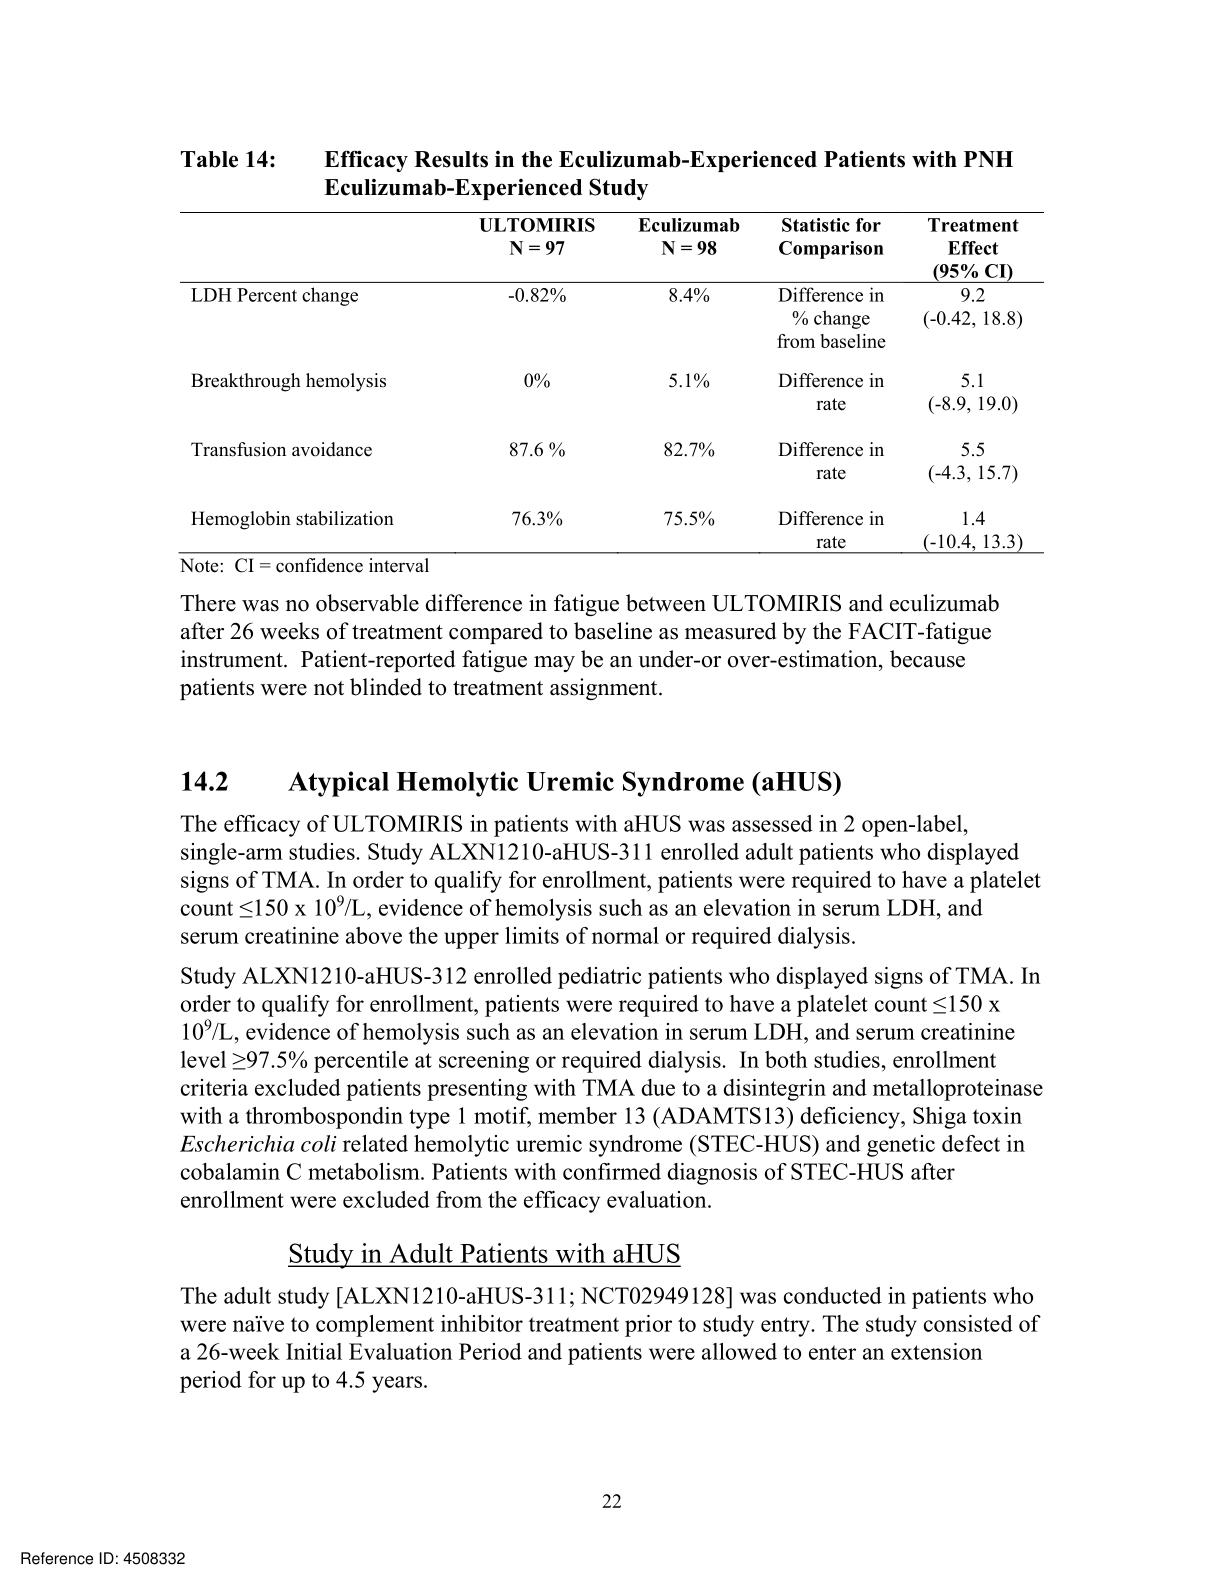 Table 14: Efficacy Results in the Eculizumab-Experienced Patients with PNH
Eculizumab-Experienced Study
ULTOMIRIS Eculizumab Statistic for Treatment
N = 97 N = 98 Comparison Effect
(95% CI)
LDH Percent change -0.82% 8.4% Difference in 9.2
% change (-0.42, 18.8)
from baseline
Breakthrough hemolysis 0% 5.1% Difference in 5.1
rate (-8.9, 19.0)
Transfusion avoidance 87.6 % 82.7% Difference in 5.5
rate (-4.3, 15.7)
Hemoglobin stabilization 76.3% 75.5% Difference in 1.4
rate (-10.4, 13.3)
Note: CI = confidence interval
There was no observable difference in fatigue between ULTOMIRIS and eculizumab
after 26 weeks of treatment compared to baseline as measured by the FACIT-fatigue
instrument. Patient-reported fatigue may be an under-or over-estimation, because
patients were not blinded to treatment assignment.
14.2 Atypical Hemolytic Uremic Syndrome (aHUS)
The efficacy of ULTOMIRIS in patients with aHUS was assessed in 2 open-label,
single-arm studies. Study ALXN1210-aHUS-311 enrolled adult patients who displayed
signs of TMA. In order to qualify for enrollment, patients were required to have a platelet
count ≤150 x 10⁹/L, evidence of hemolysis such as an elevation in serum LDH, and
serum creatinine above the upper limits of normal or required dialysis.
Study ALXN1210-aHUS-312 enrolled pediatric patients who displayed signs of TMA. In
order to qualify for enrollment, patients were required to have a platelet count ≤150 x
10⁹/L, evidence of hemolysis such as an elevation in serum LDH, and serum creatinine
level ≥97.5% percentile at screening or required dialysis. In both studies, enrollment
criteria excluded patients presenting with TMA due to a disintegrin and metalloproteinase
with a thrombospondin type 1 motif, member 13 (ADAMTS13) deficiency, Shiga toxin
Escherichia coli related hemolytic uremic syndrome (STEC-HUS) and genetic defect in
cobalamin C metabolism. Patients with confirmed diagnosis of STEC-HUS after
enrollment were excluded from the efficacy evaluation.
Study in Adult Patients with aHUS
The adult study [ALXN1210-aHUS-311; NCT02949128] was conducted in patients who
were naïve to complement inhibitor treatment prior to study entry. The study consisted of
a 26-week Initial Evaluation Period and patients were allowed to enter an extension
period for up to 4.5 years.
22
Reference ID: 4508332